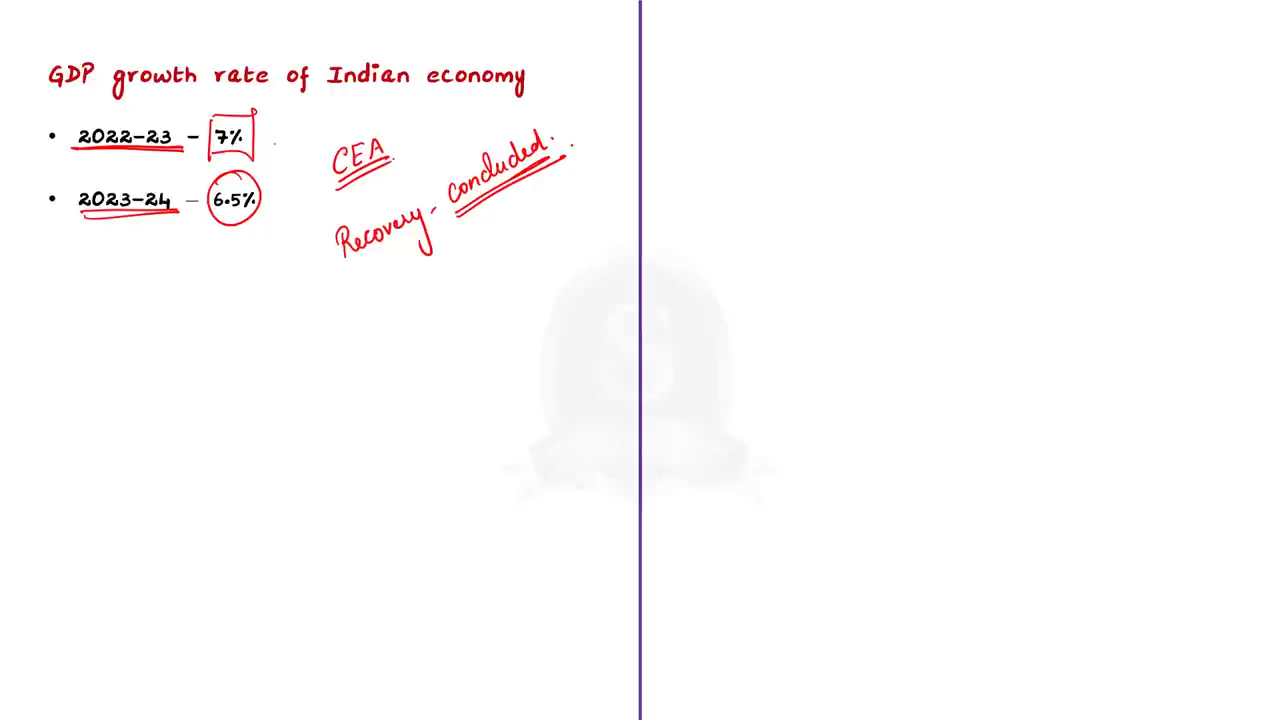 GDP growth rate of Indian economy
• 2022-23 - 7%
CEA
• 2023-24 - 6.5%
Recovery - concluded.
S